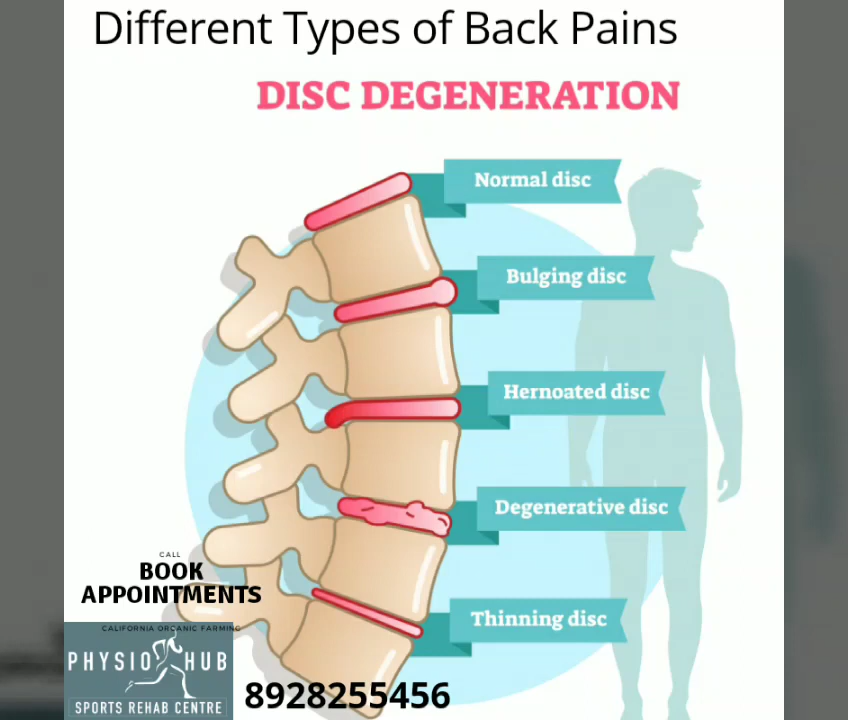 Different Types of Back Pains
DISC DEGENERATION
Normal disc
Bulging disc
Hernoated disc
Degenerative disc
Thinning disc
CALL
BOOK
APPOINTMENTS
CALIFORNIA ORGANIC FARMING
PHYSIO HUB
SPORTS REHAB CENTRE
8928255456